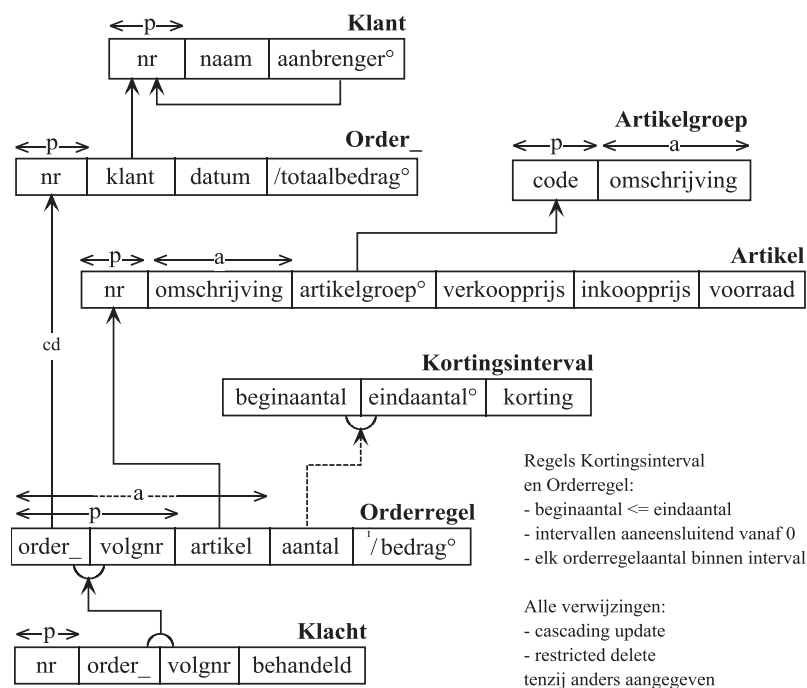 Klant
p
nr naam aanbrenger°
Order_
p
nr klant datum /totaalbedrag°
Artikelgroep
p a
code omschrijving
Artikel
p a
nr omschrijving artikelgroep° verkoopprijs inkoopprijs voorraad
cd
Kortingsinterval
beginaantal eindaantal° korting
Regels Kortingsinterval
en Orderregel:
- beginaantal <= eindaantal
- intervallen aaneensluitend vanaf 0
- elk orderregelaantal binnen interval
a
p
Orderregel
order_ volgnr artikel aantal ¹/bedrag°
Klacht
p
nr order_ volgnr behandeld
Alle verwijzingen:
- cascading update
- restricted delete
tenzij anders aangegeven